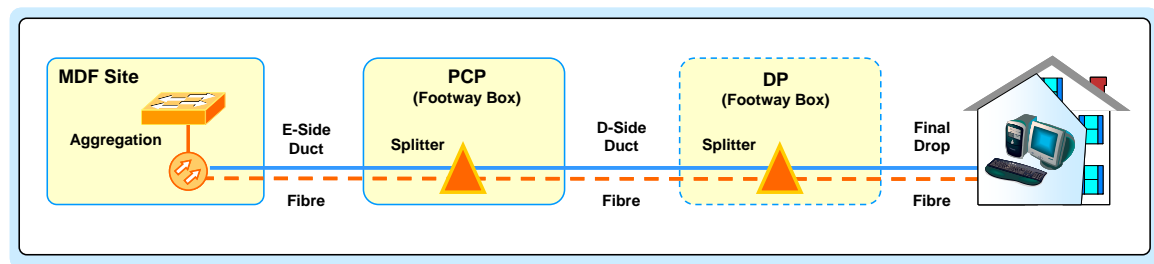 MDF Site
Aggregation
E-Side
Duct
Fibre
PCP
(Footway Box)
Splitter
D-Side
Duct
Fibre
DP
(Footway Box)
Splitter
Final
Drop
Fibre